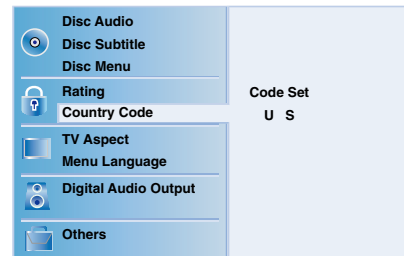 Disc Audio
Disc Subtitle
Disc Menu
Rating
Country Code
TV Aspect
Menu Language
Digital Audio Output
Others
Code Set
U S